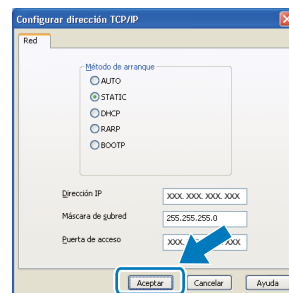 Configurar dirección TCP/IP
Red
Método de arranque
AUTO
STATIC
DHCP
RARP
BOOTP
Dirección IP XXX. XXX. XXX. XXX
Máscara de subred 255.255.255.0
Puerta de acceso XXX. XXX
Aceptar Cancelar Ayuda